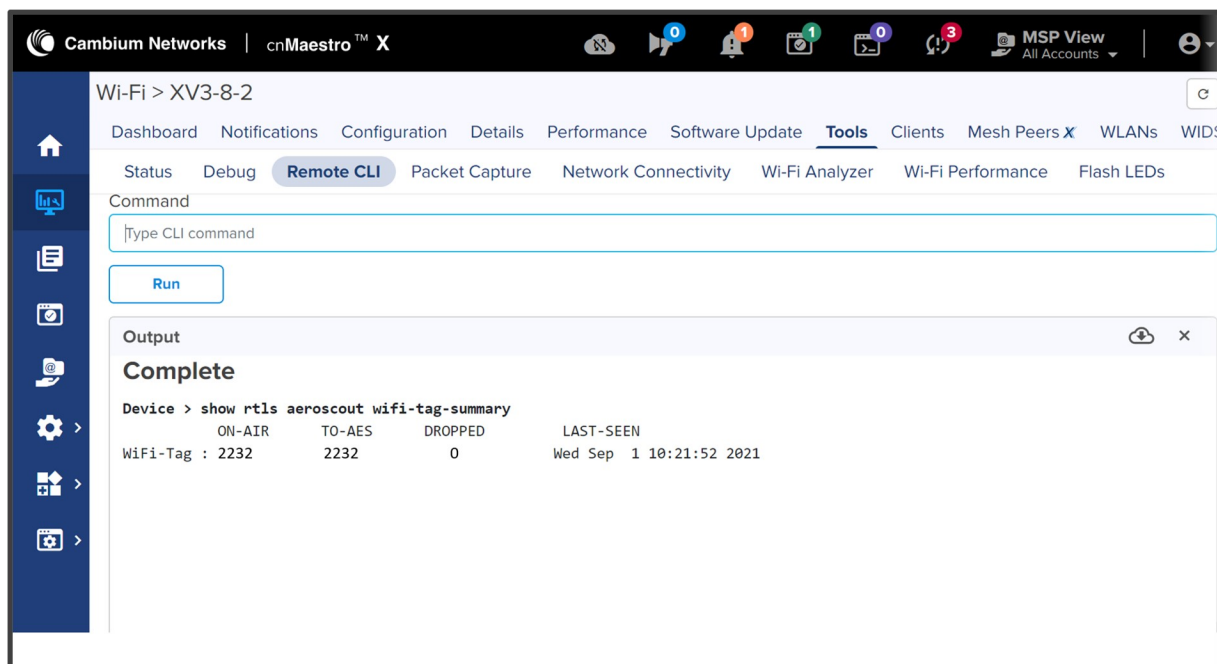 Cambium Networks | cnMaestro™ X 0 1 1 0 3 MSP View
All Accounts
Wi-Fi > XV3-8-2
Dashboard Notifications Configuration Details Performance Software Update Tools Clients Mesh Peers X WLANs WIDS
Status Debug Remote CLI Packet Capture Network Connectivity Wi-Fi Analyzer Wi-Fi Performance Flash LEDs
Command
Type CLI command
Run
Output
Complete
Device > show rtls aeroscout wifi-tag-summary
ON-AIR TO-AES DROPPED LAST-SEEN
WiFi-Tag : 2232 2232 0 Wed Sep 1 10:21:52 2021